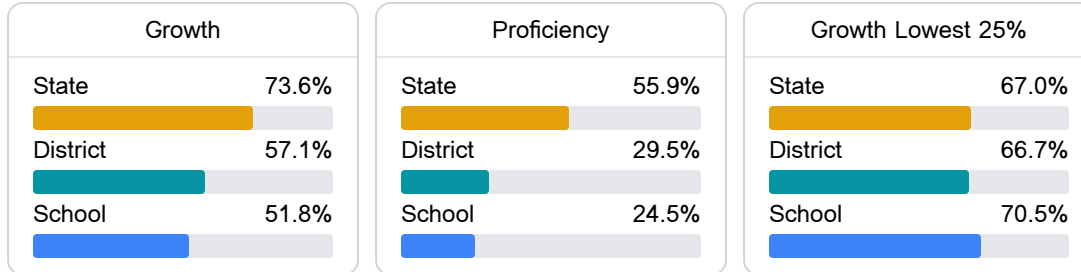 Growth
State 73.6%
District 57.1%
School 51.8%
Proficiency
State 55.9%
District 29.5%
School 24.5%
Growth Lowest 25%
State 67.0%
District 66.7%
School 70.5%